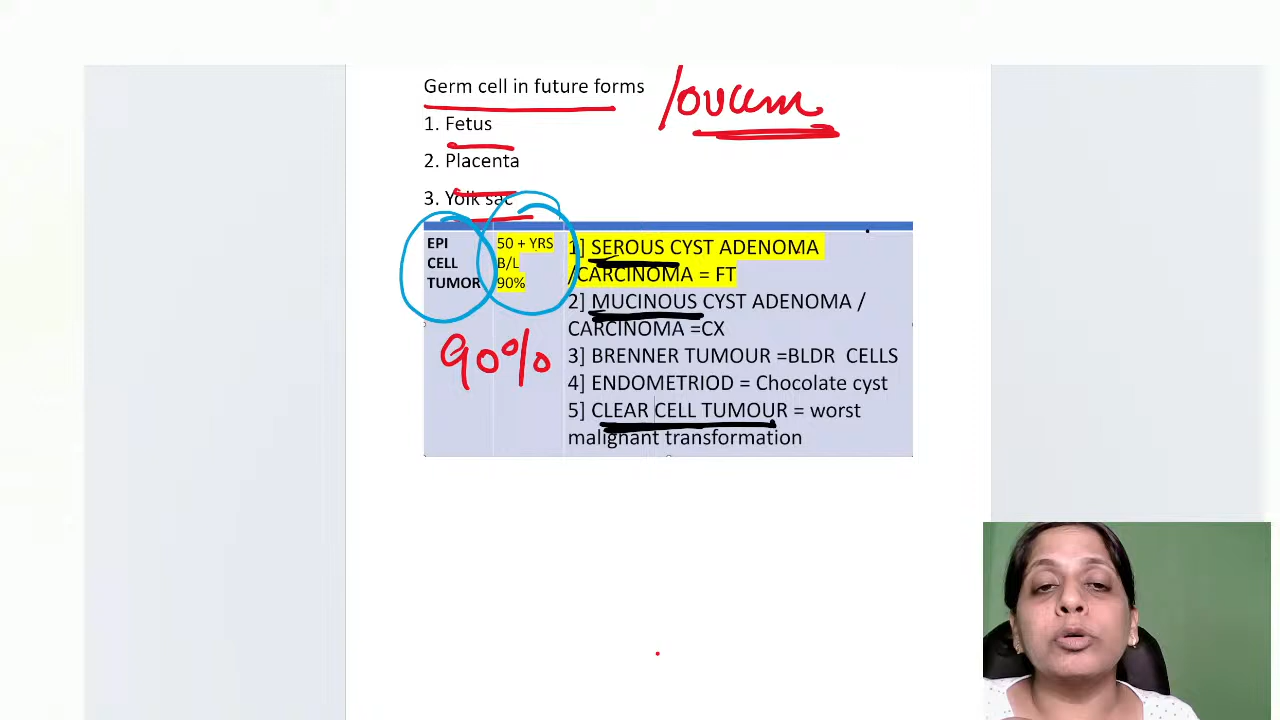 Germ cell in future forms
/ovum
1. Fetus
2. Placenta
3. Yolk sac
EPI
CELL
TUMOR
50 + YRS
B/L
90%
90%
1] SEROUS CYST ADENOMA
/CARCINOMA = FT
2] MUCINOUS CYST ADENOMA /
CARCINOMA =CX
3] BRENNER TUMOUR =BLDR CELLS
4] ENDOMETRIOD = Chocolate cyst
5] CLEAR CELL TUMOUR = worst
malignant transformation